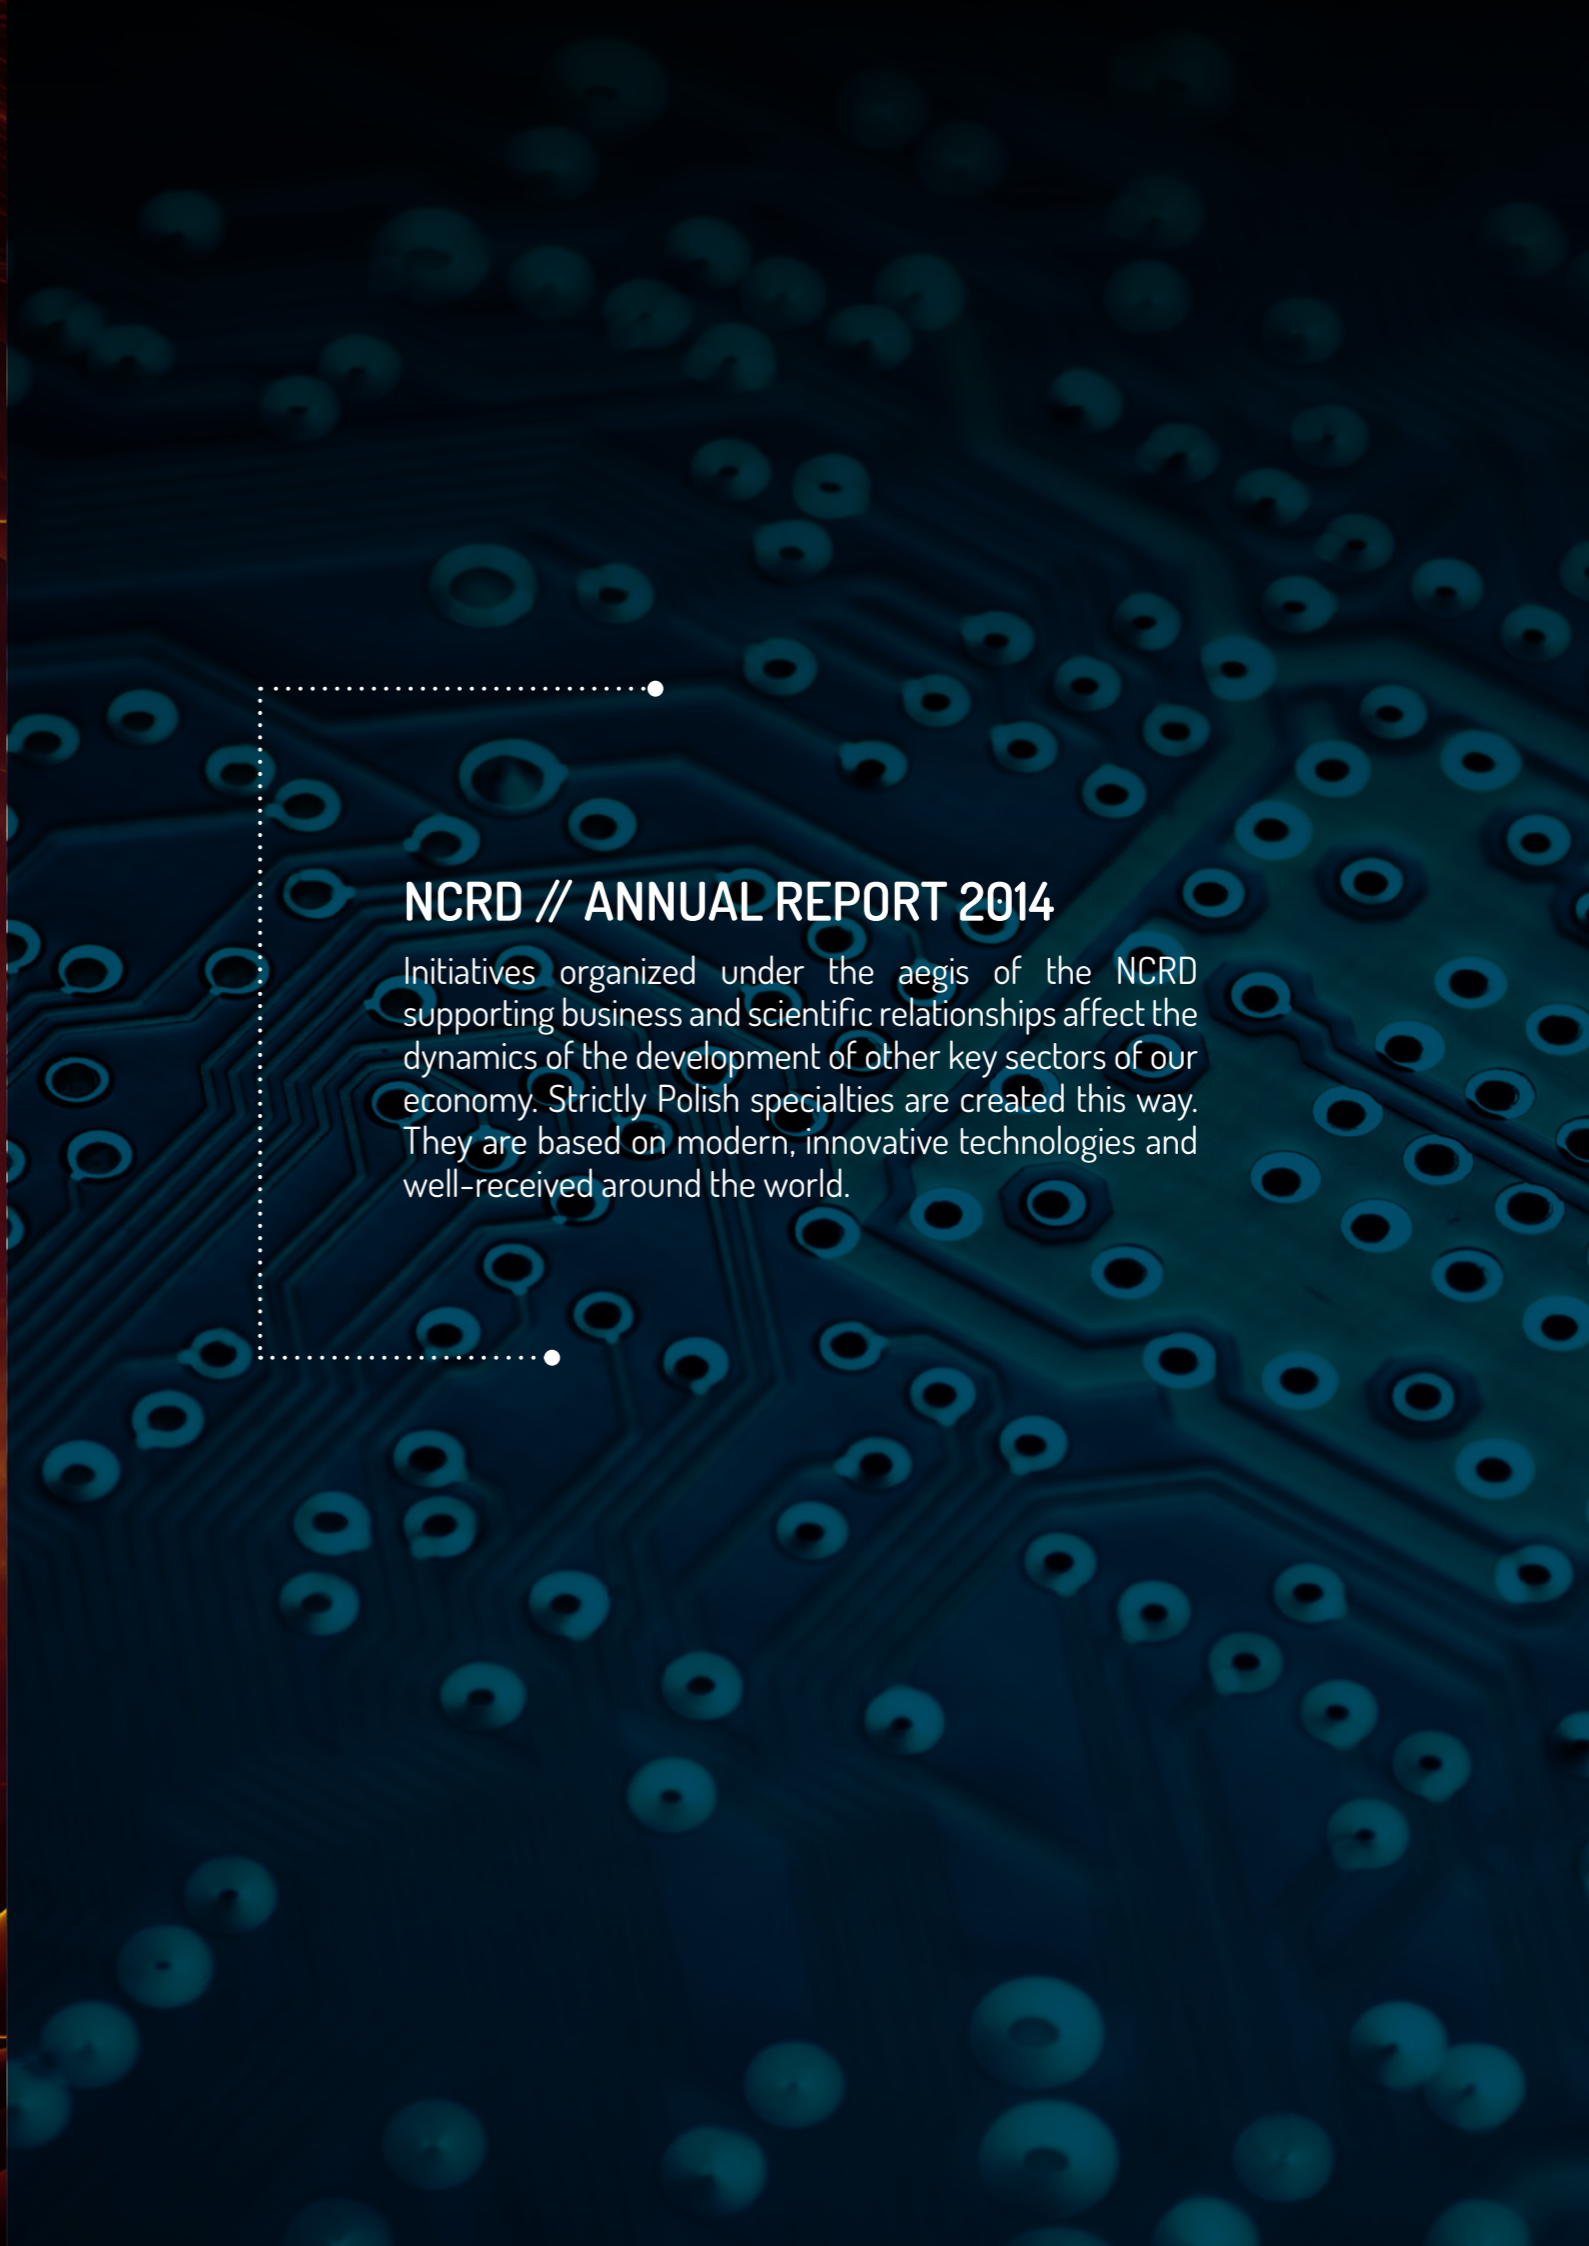 NCRD // ANNUAL REPORT 2014
Initiatives organized under the aegis of the NCRD
supporting business and scientific relationships affect the
dynamics of the development of other key sectors of our
economy. Strictly Polish specialties are created this way.
They are based on modern, innovative technologies and
well-received around the world.